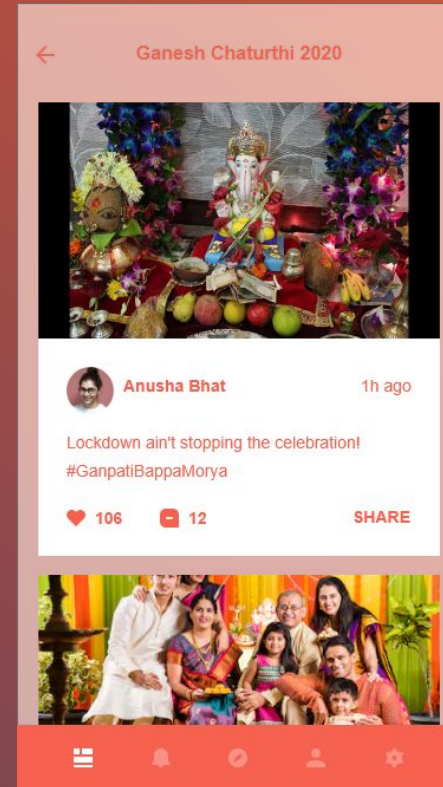 Ganesh Chaturthi 2020
Anusha Bhat 1h ago
Lockdown ain't stopping the celebration!
#GanpatiBappaMorya
106 12 SHARE